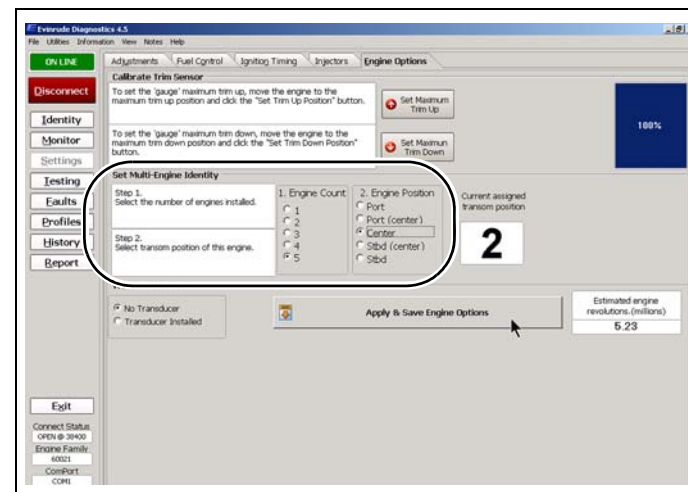 Evinrude Diagnostics 4.5
File Utilities Information View Notes Help
ON LINE
Adjustments Fuel Control Ignition Timing Injectors Engine Options
Disconnect
Identity
Monitor
Settings
Testing
Faults
Profiles
History
Report
Calibrate Trim Sensor
To set the 'gauge' maximum trim up, move the engine to the
maximum trim up position and click the "Set Trim Up Position" button.
Set Maximum
Trim Up
To set the 'gauge' maximum trim down, move the engine to the
maximum trim down position and click the "Set Trim Down Position"
button.
Set Maximun
Trim Down
100%
Set Multi-Engine Identity
Step 1.
Select the number of engines installed.
Step 2.
Select transom position of this engine.
1. Engine Count
1
2
3
4
5
2. Engine Position
Port
Port (center)
Center
Stbd (center)
Stbd
Current assigned
transom position
2
No Transducer
Transducer Installed
Apply & Save Engine Options
Estimated engine
revolutions.(millions)
5.23
Exit
Connect Status
OPEN @ 38400
Engine Family
60021
ComPort
COM1